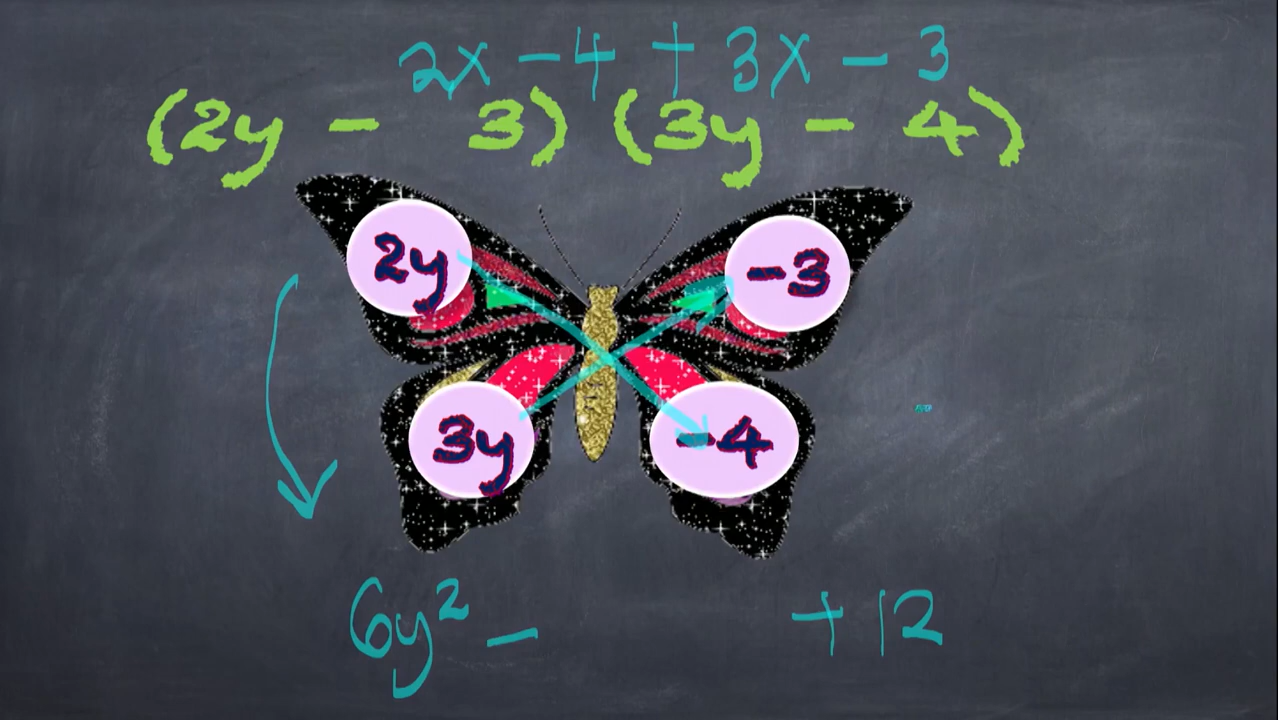 2x - 4 + 3x - 3
(2y - 3) (3y - 4)
2y -3
3y -4
6y² - +12